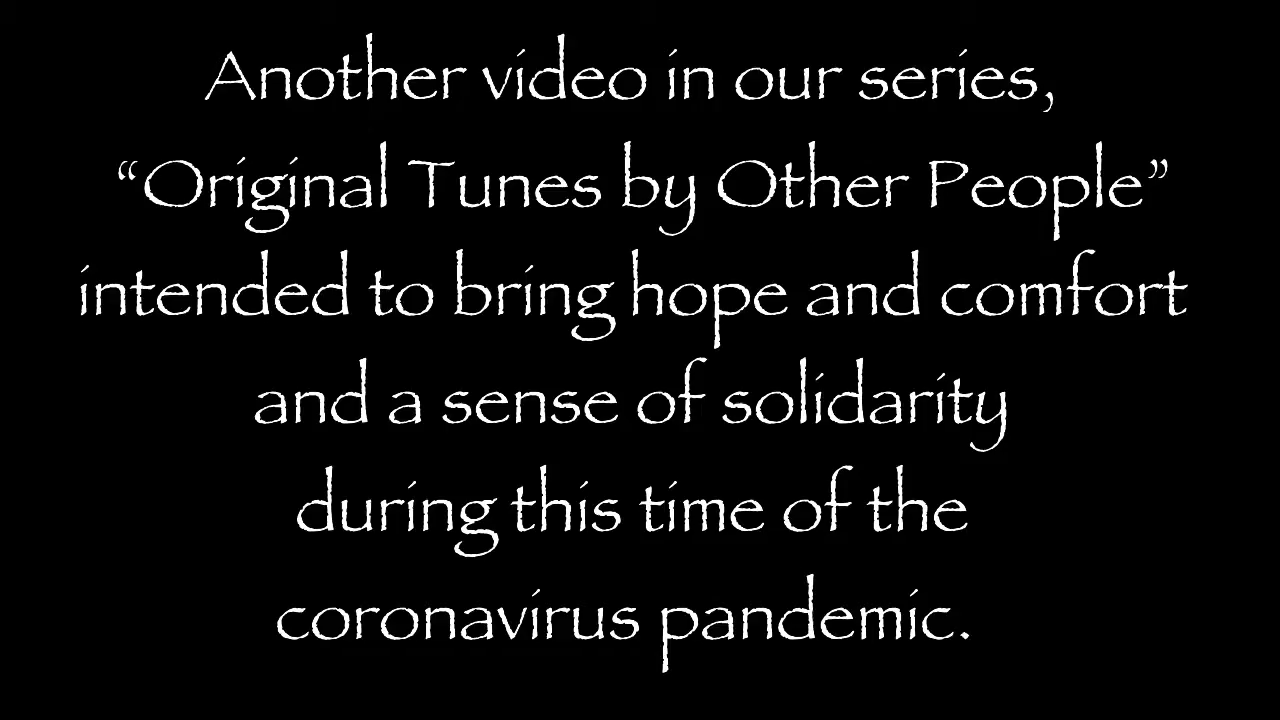 Another video in our series,
“Original Tunes by Other People”
intended to bring hope and comfort
and a sense of solidarity
during this time of the
coronavirus pandemic.